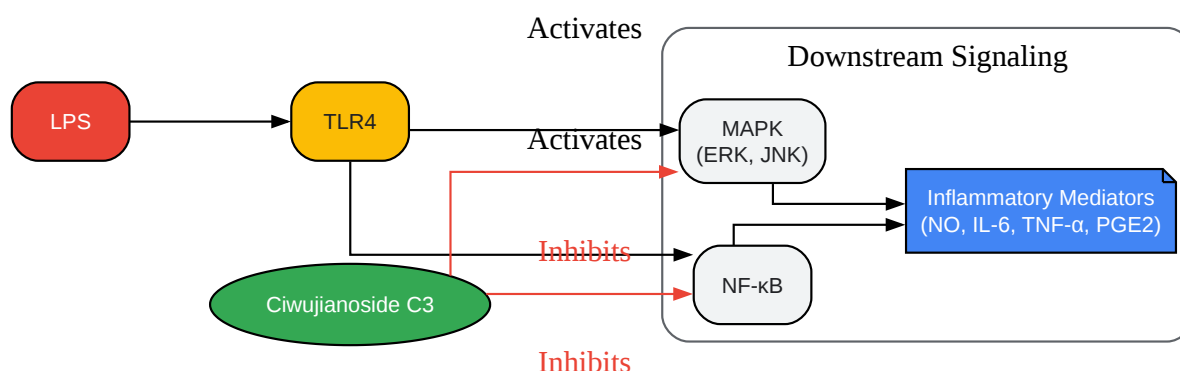 Activates
Downstream Signaling
LPS
TLR4
Activates
MAPK
(ERK, JNK)
Inflammatory Mediators
(NO, IL-6, TNF-α, PGE2)
Inhibits
NF-κB
Ciwujianoside C3
Inhibits